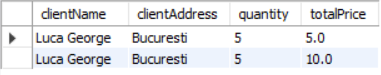 clientName clientAddress quantity totalPrice
Luca George Bucuresti 5 5.0
Luca George Bucuresti 5 10.0